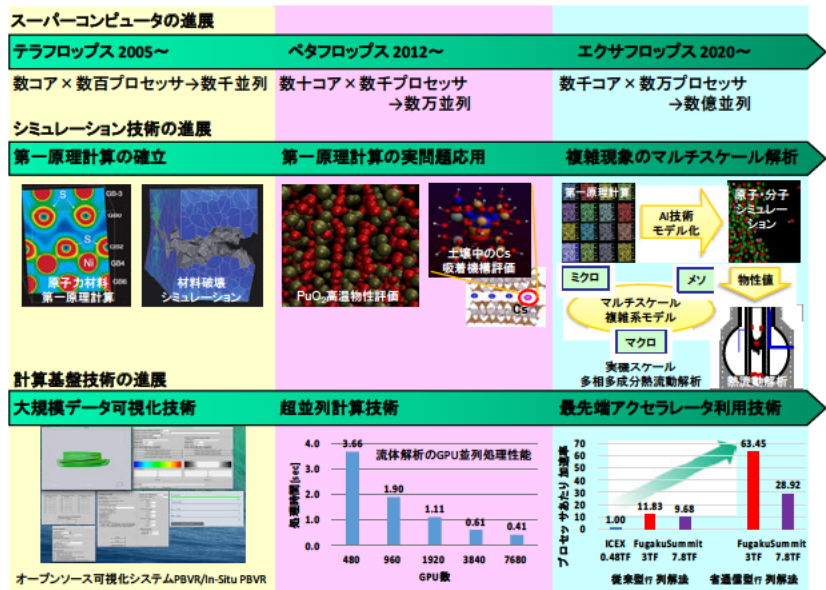 スーパーコンピュータの進展
テラフロップス 2005～
ペタフロップス 2012～
エクサフロップス 2020～
数コア×数百プロセッサ→数千並列
数十コア×数千プロセッサ
→数万並列
数千コア×数万プロセッサ
→数億並列
シミュレーション技術の進展
第一原理計算の確立
第一原理計算の実問題応用
複雑現象のマルチスケール解析
S
S
Ni
GB-3
GB0
GB2
GB4
GB6
原子力材料
第一原理計算
材料破壊
シミュレーション
PuO2高温物性評価
土壌中のCs
吸着機構評価
Cs
第一原理計算
AI技術
モデル化
原子・分子
シミュレー
ション
ミクロ
メソ
物性値
マルチスケール
複雑系モデル
マクロ
実機スケール
多相多成分熱流動解析
熱流動解析
計算基盤技術の進展
大規模データ可視化技術
超並列計算技術
最先端アクセラレータ利用技術
オープンソース可視化システムPBVR/In-Situ PBVR
流体解析のGPU並列処理性能
処理時間[sec]
4.0
3.0
2.0
1.0
0.0
3.66
1.90
1.11
0.61
0.41
480
960
1920
3840
7680
GPU数
プロセッサあたり 加速率
70
60
50
40
30
20
10
0
1.00
11.83
9.68
63.45
28.92
ICEX
0.48TF
Fugaku
3TF
Summit
7.8TF
Fugaku
3TF
Summit
7.8TF
従来型行列解法
省通信型行列解法